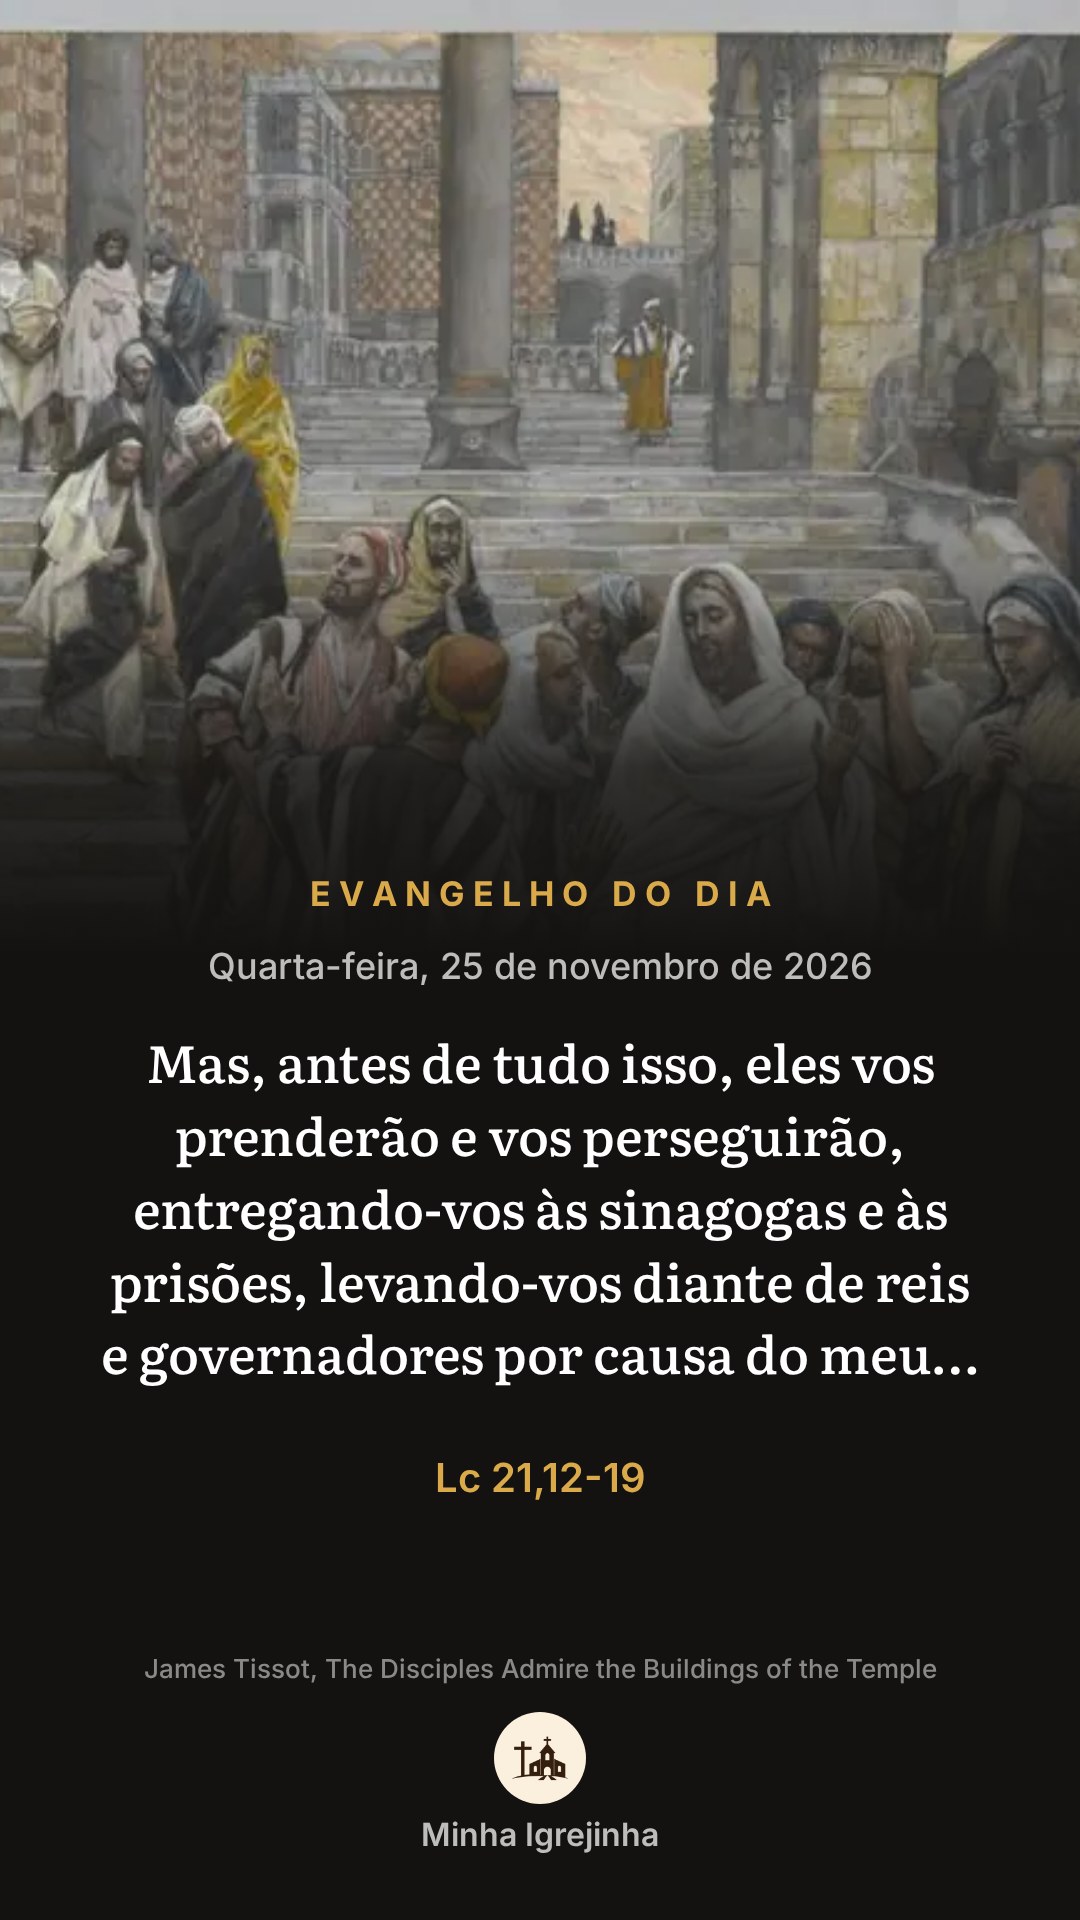 EVANGELHO DO DIA
Quarta-feira, 25 de novembro de 2026
Mas, antes de tudo isso, eles vos
prenderão e vos perseguirão,
entregando-vos às sinagogas e às
prisões, levando-vos diante de reis
e governadores por causa do meu...
Lc 21,12-19
James Tissot, The Disciples Admire the Buildings of the Temple
Minha Igrejinha